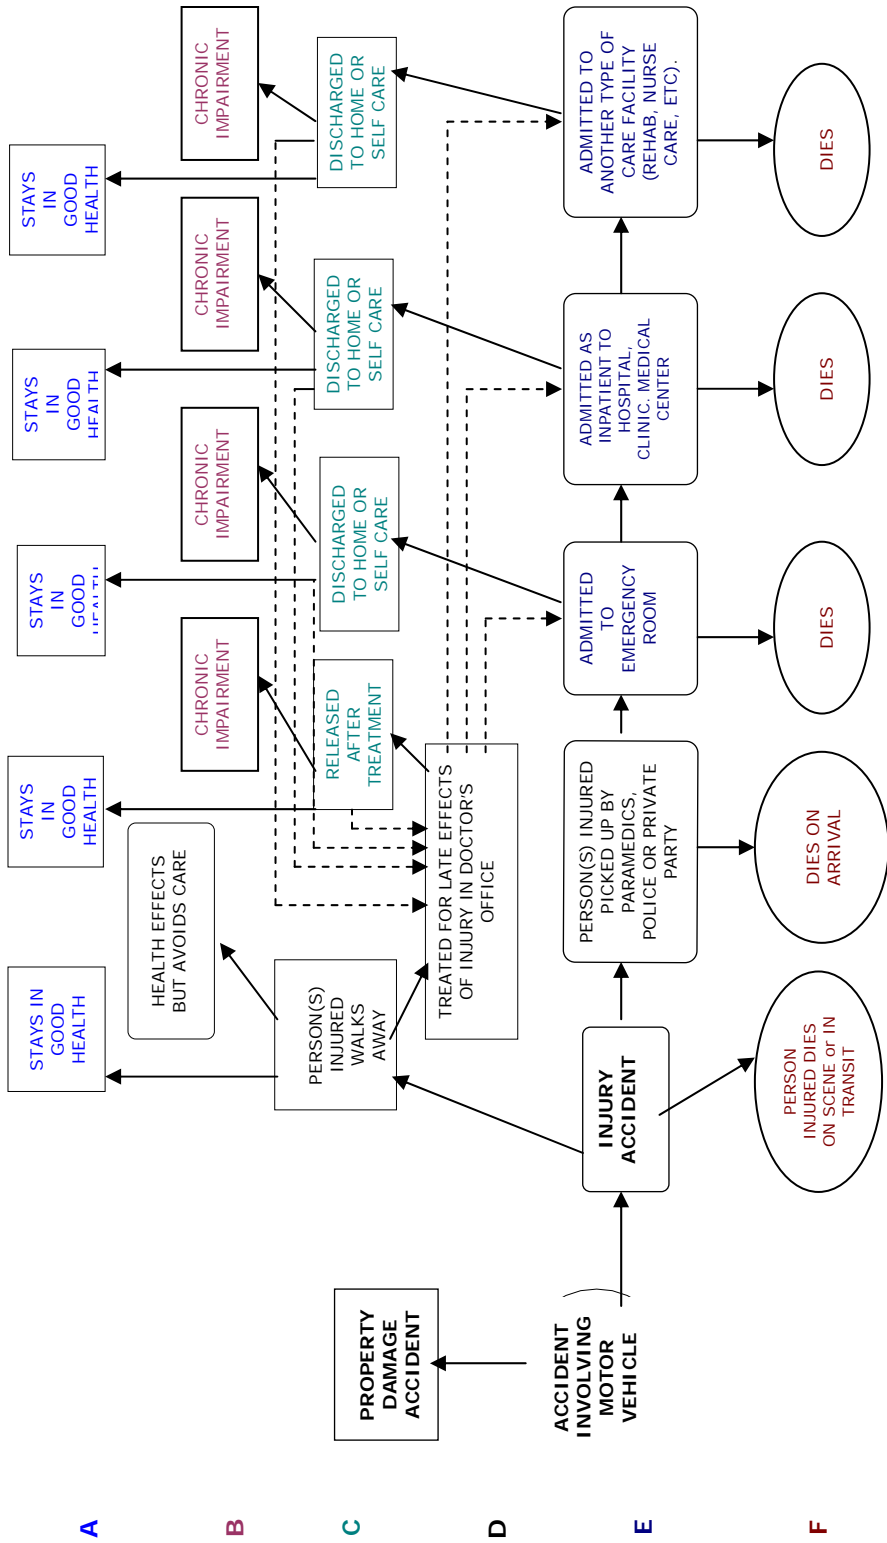 A
STAYS IN
GOOD
HEALTH
STAYS
IN
GOOD
HEALTH
STAYS
IN
GOOD
STAYS
IN
GOOD
HEALTH
STAYS
IN
GOOD
HEALTH
B
HEALTH EFFECTS
BUT AVOIDS CARE
CHRONIC
IMPAIRMENT
CHRONIC
IMPAIRMENT
CHRONIC
IMPAIRMENT
CHRONIC
IMPAIRMENT
C
PROPERTY
DAMAGE
ACCIDENT
PERSON(S)
INJURED
WALKS
AWAY
RELEASED
AFTER
TREATMENT
DISCHARGED
TO HOME OR
SELF CARE
DISCHARGED
TO HOME OR
SELF CARE
DISCHARGED
TO HOME OR
SELF CARE
D
TREATED FOR LATE EFFECTS
OF INJURY IN DOCTOR'S
OFFICE
E
ACCIDENT
INVOLVING
MOTOR
VEHICLE
INJURY
ACCIDENT
PERSON(S) INJURED
PICKED UP BY
PARAMEDICS,
POLICE OR PRIVATE
PARTY
ADMITTED
TO
EMERGENCY
ROOM
ADMITTED AS
INPATIENT TO
HOSPITAL,
CLINIC. MEDICAL
CENTER
ADMITTED TO
ANOTHER TYPE OF
CARE FACILITY
(REHAB, NURSE
CARE, ETC).
F
PERSON
INJURED DIES
ON SCENE or IN
TRANSIT
DIES ON
ARRIVAL
DIES
DIES
DIES